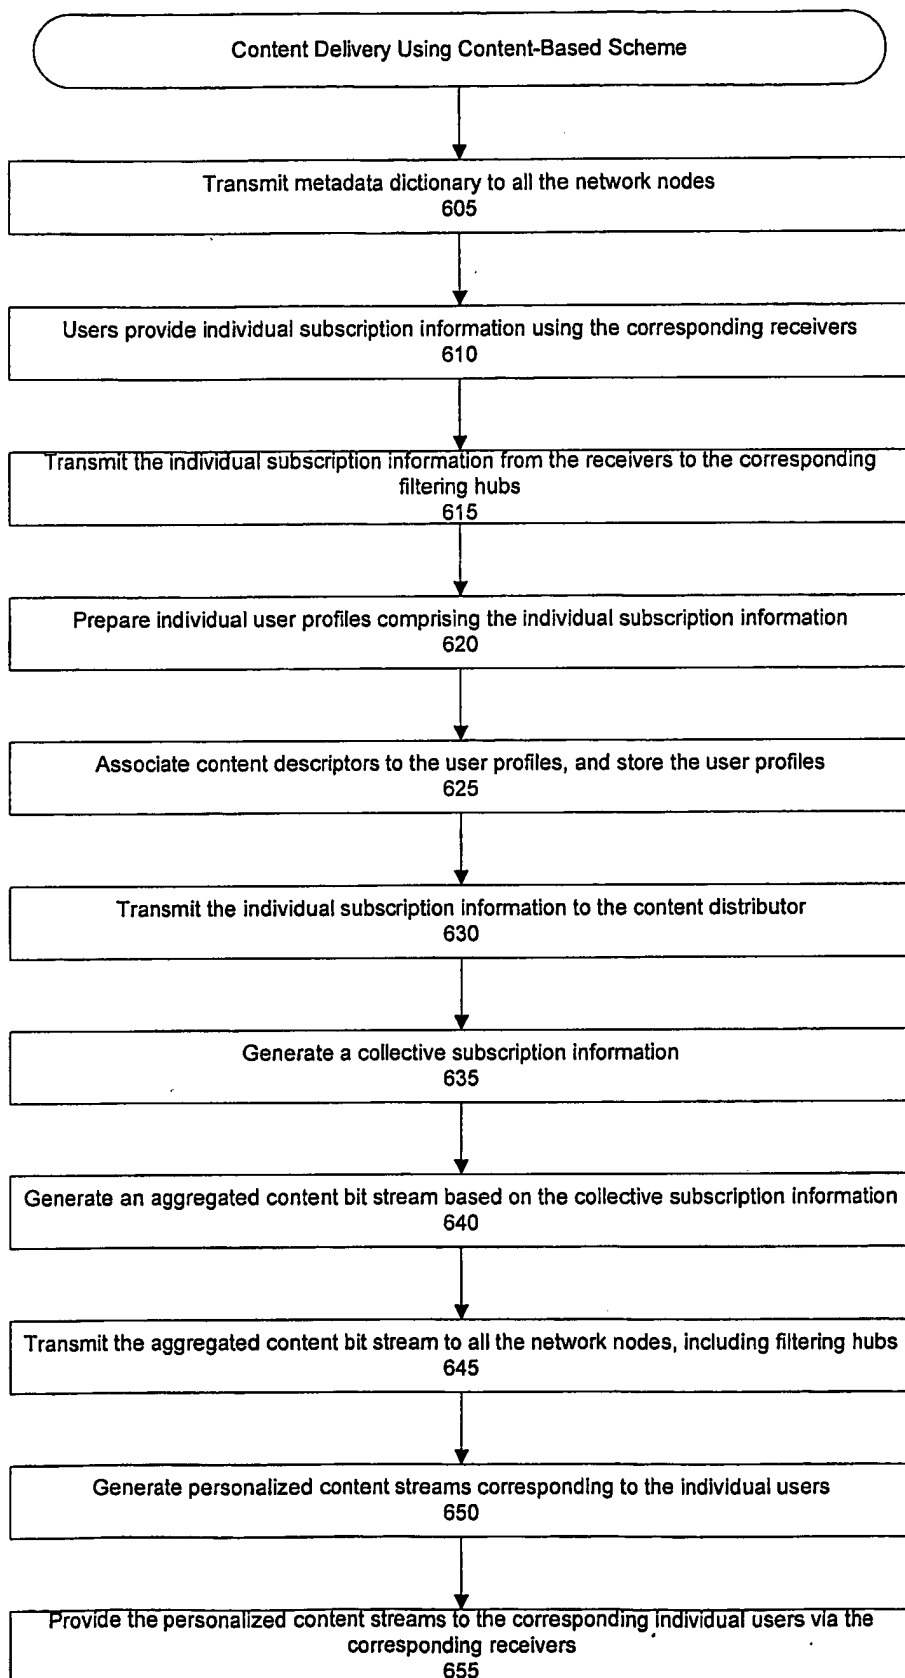 Content Delivery Using Content-Based Scheme
Transmit metadata dictionary to all the network nodes
605
Users provide individual subscription information using the corresponding receivers
610
Transmit the individual subscription information from the receivers to the corresponding
filtering hubs
615
Prepare individual user profiles comprising the individual subscription information
620
Associate content descriptors to the user profiles, and store the user profiles
625
Transmit the individual subscription information to the content distributor
630
Generate a collective subscription information
635
Generate an aggregated content bit stream based on the collective subscription information
640
Transmit the aggregated content bit stream to all the network nodes, including filtering hubs
645
Generate personalized content streams corresponding to the individual users
650
Provide the personalized content streams to the corresponding individual users via the
corresponding receivers
655